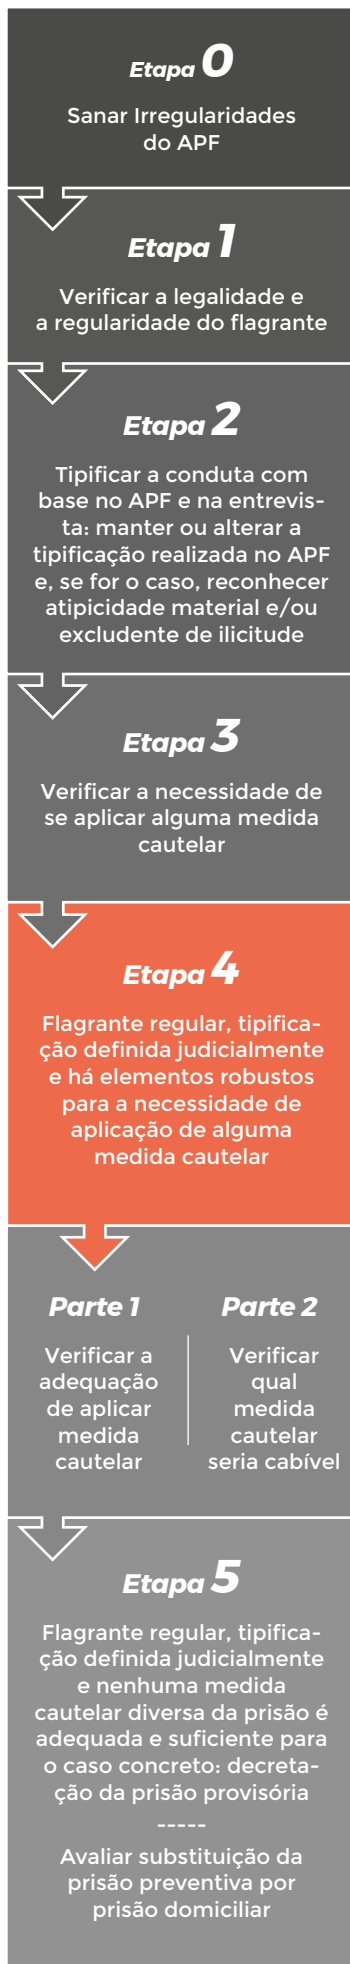 Etapa 0
Sanar Irregularidades
do APF
Etapa 1
Verificar a legalidade e
a regularidade do flagrante
Etapa 2
Tipificar a conduta com
base no APF e na entrevis-
ta: manter ou alterar a
tipificação realizada no APF
e, se for o caso, reconhecer
atipicidade material e/ou
excludente de ilicitude
Etapa 3
Verificar a necessidade de
se aplicar alguma medida
cautelar
Etapa 4
Flagrante regular, tipifica-
ção definida judicialmente
e há elementos robustos
para a necessidade de
aplicação de alguma
medida cautelar
Parte 1
Verificar a
adequação
de aplicar
medida
cautelar
Parte 2
Verificar
qual
medida
cautelar
seria cabível
Etapa 5
Flagrante regular, tipifica-
ção definida judicialmente
e nenhuma medida
cautelar diversa da prisão é
adequada e suficiente para
o caso concreto: decreta-
ção da prisão provisória
-----
Avaliar substituição da
prisão preventiva por
prisão domiciliar